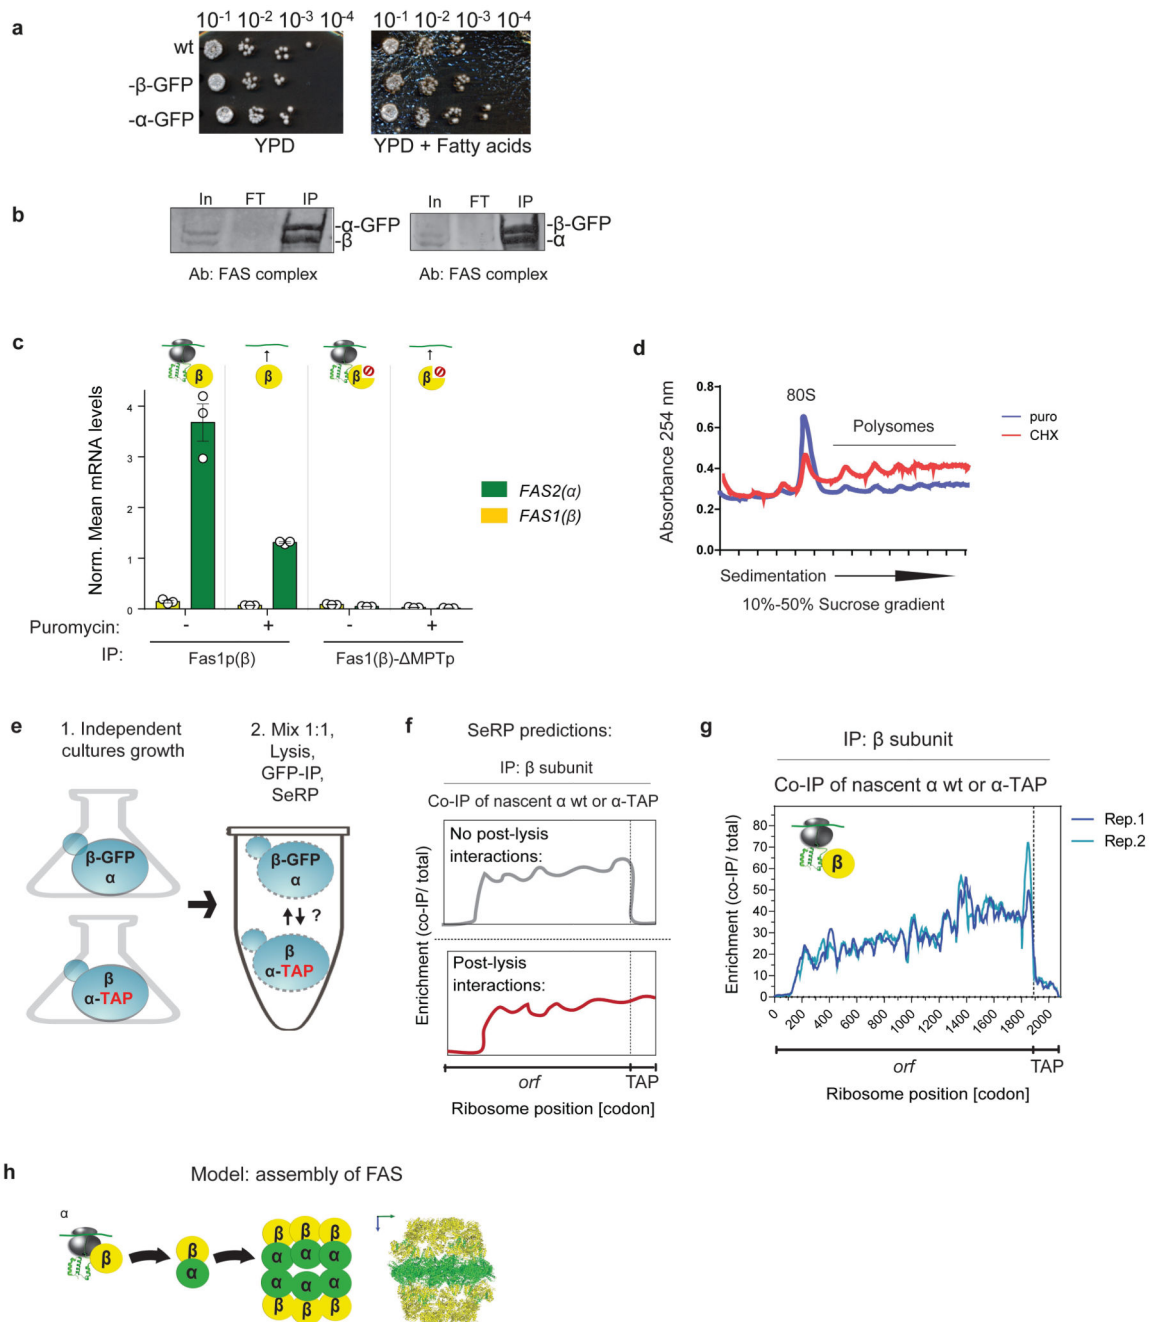 a
10-1 10-2 10-3 10-4
10-1 10-2 10-3 10-4
wt
-β-GFP
-α-GFP
YPD
YPD + Fatty acids
b
In FT IP
-α-GFP
-β
Ab: FAS complex
In FT IP
-β-GFP
-α
Ab: FAS complex
c
β
β
β
β
Norm. Mean mRNA levels
4
3
2
1
0
FAS2(α)
FAS1(β)
Puromycin: - + - +
IP: Fas1p(β) Fas1(β)-ΔMPTp
d
Absorbance 254 nm
0.8
0.6
0.4
0.2
0.0
80S
Polysomes
puro
CHX
Sedimentation
10%-50% Sucrose gradient
e
1. Independent
cultures growth
β-GFP
α
β
α-TAP
2. Mix 1:1,
Lysis,
GFP-IP,
SeRP
β-GFP
α
?
β
α-TAP
f
SeRP predictions:
IP: β subunit
Co-IP of nascent α wt or α-TAP
Enrichment (co-IP/ total)
No post-lysis
interactions:
Post-lysis
interactions:
orf TAP
Ribosome position [codon]
g
IP: β subunit
Co-IP of nascent α wt or α-TAP
Enrichment (co-IP/ total)
80
70
60
50
40
30
20
10
0
β
Rep.1
Rep.2
0 200 400 600 800 1000 1200 1400 1600 1800 2000
orf TAP
Ribosome position [codon]
h
Model: assembly of FAS
α
β
β
α
β β β
α α α
α α α
β β β